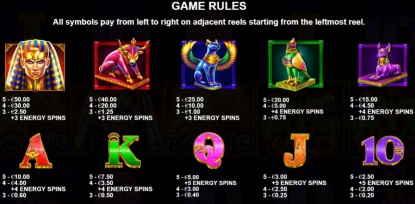 GAME RULES
All symbols pay from left to right on adjacent reels starting from the leftmost reel.
5 - €50.00
4 - €30.00
3 - €2.50
+3 ENERGY SPINS
5 - €40.00
4 - €20.00
3 - €1.25
+3 ENERGY SPINS
5 - €25.00
4 - €10.00
3 - €1.00
+3 ENERGY SPINS
5 - €20.00
4 - €5.00
+4 ENERGY SPINS
3 - €0.75
5 - €15.00
4 - €4.50
+4 ENERGY SPINS
3 - €0.75
A
K
Q
J
10
5 - €10.00
4 - €4.00
+4 ENERGY SPINS
3 - €0.60
5 - €7.50
4 - €3.50
+4 ENERGY SPINS
3 - €0.50
5 - €5.00
+5 ENERGY SPINS
4 - €3.00
3 - €0.40
5 - €3.00
+5 ENERGY SPINS
4 - €2.50
3 - €0.25
5 - €2.50
+5 ENERGY SPINS
4 - €2.00
3 - €0.20